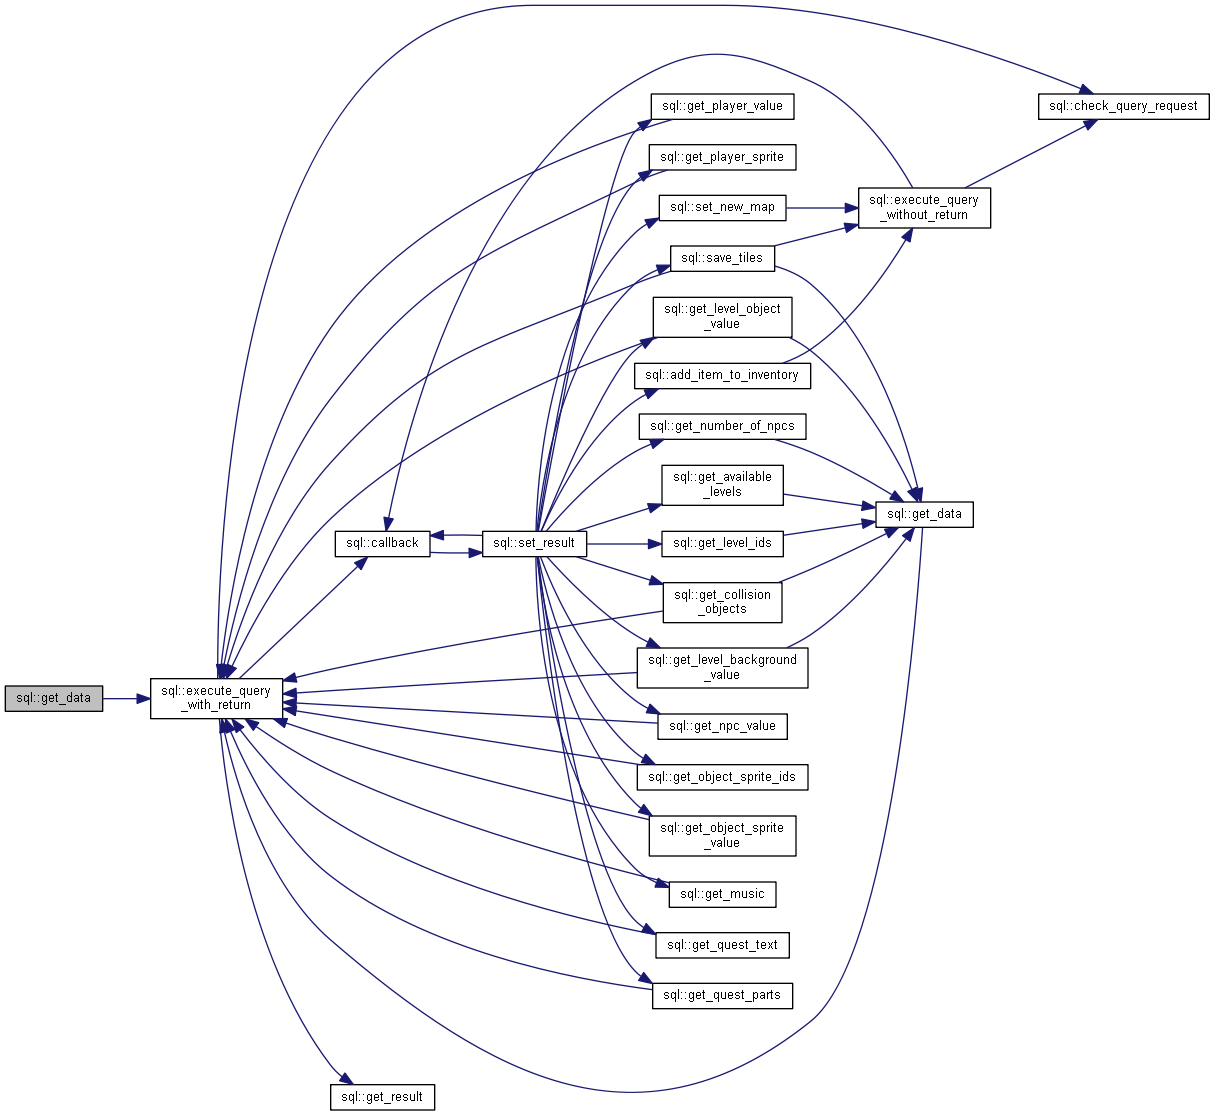 sql::get_player_value
sql::check_query_request
sql::get_player_sprite
sql::set_new_map
sql::execute_query
_without_return
sql::save_tiles
sql::get_level_object
_value
sql::add_item_to_inventory
sql::get_number_of_npcs
sql::get_available
_levels
sql::get_data
sql::callback
sql::set_result
sql::get_level_ids
sql::get_collision
_objects
sql::get_level_background
_value
sql::get_data
sql::execute_query
_with_return
sql::get_npc_value
sql::get_object_sprite_ids
sql::get_object_sprite
_value
sql::get_music
sql::get_quest_text
sql::get_quest_parts
sql::get_result